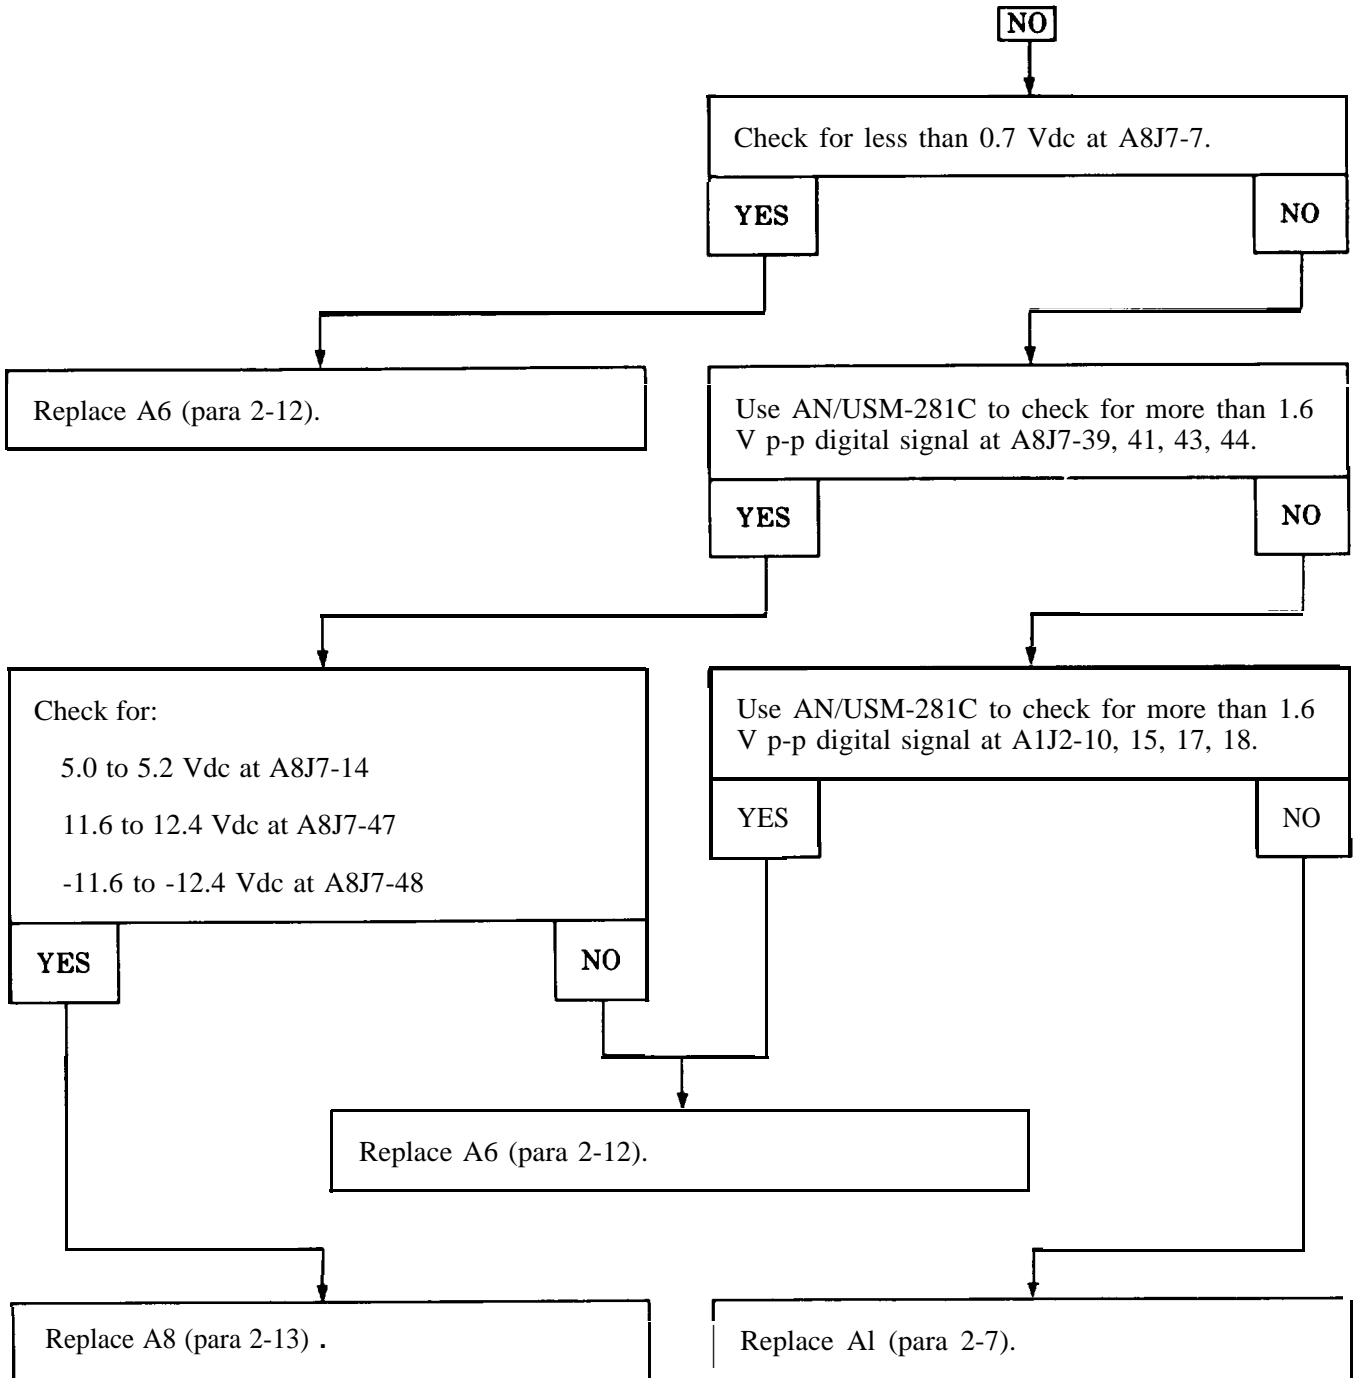 NO
Check for less than 0.7 Vdc at A8J7-7.
YES
NO
Replace A6 (para 2-12).
Use AN/USM-281C to check for more than 1.6
V p-p digital signal at A8J7-39, 41, 43, 44.
YES
NO
Check for:
5.0 to 5.2 Vdc at A8J7-14
11.6 to 12.4 Vdc at A8J7-47
-11.6 to -12.4 Vdc at A8J7-48
YES
NO
Use AN/USM-281C to check for more than 1.6
V p-p digital signal at A1J2-10, 15, 17, 18.
YES
NO
Replace A6 (para 2-12).
Replace A8 (para 2-13) .
Replace Al (para 2-7).